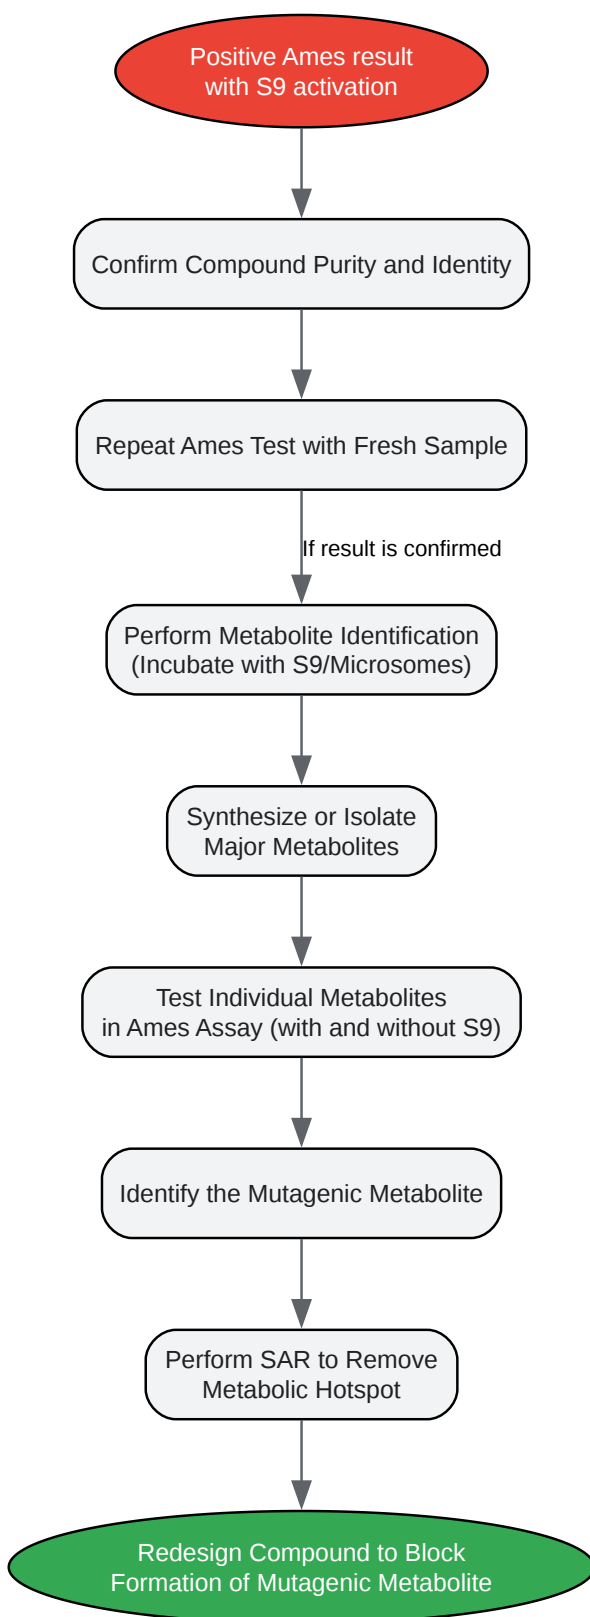 Positive Ames result
with S9 activation
Confirm Compound Purity and Identity
Repeat Ames Test with Fresh Sample
If result is confirmed
Perform Metabolite Identification
(Incubate with S9/Microsomes)
Synthesize or Isolate
Major Metabolites
Test Individual Metabolites
in Ames Assay (with and without S9)
Identify the Mutagenic Metabolite
Perform SAR to Remove
Metabolic Hotspot
Redesign Compound to Block
Formation of Mutagenic Metabolite